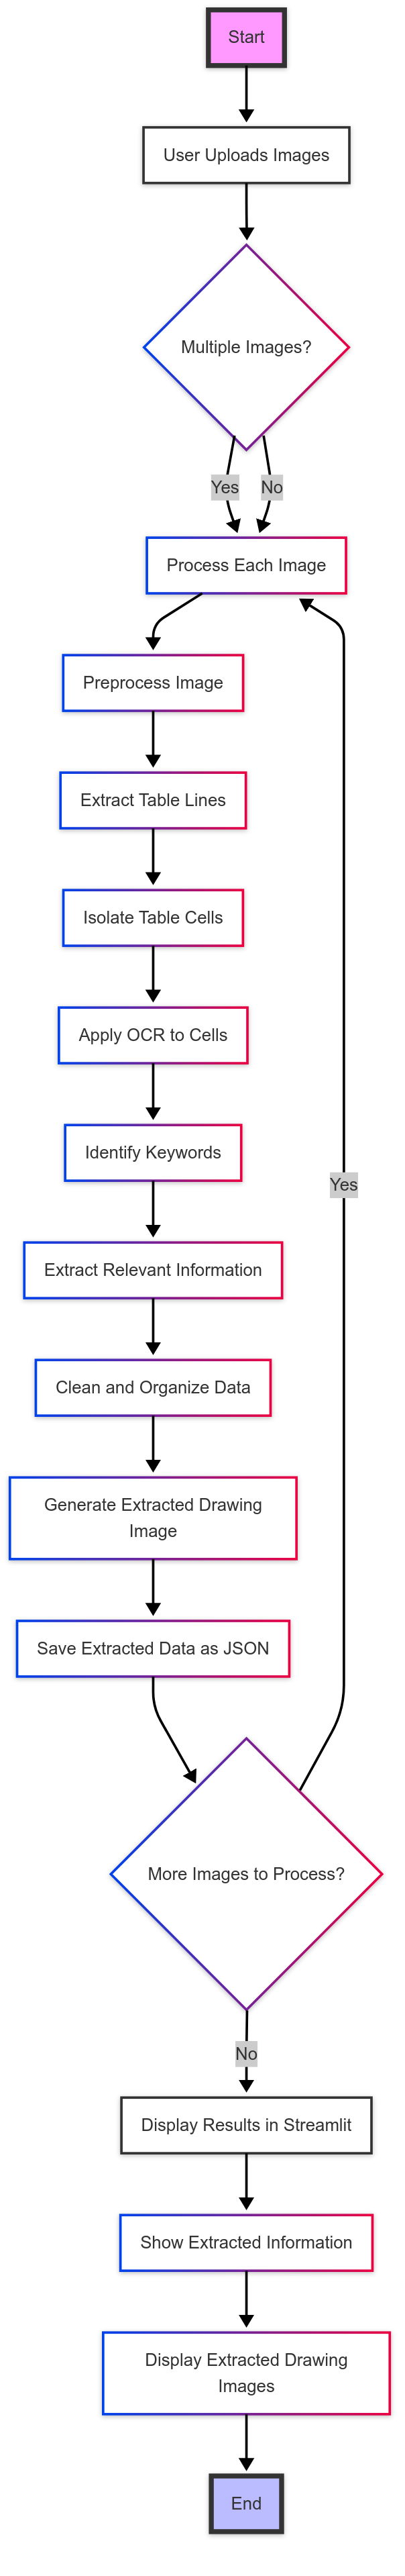 Start
User Uploads Images
Multiple Images?
Yes
No
Process Each Image
Preprocess Image
Extract Table Lines
Isolate Table Cells
Apply OCR to Cells
Identify Keywords
Yes
Extract Relevant Information
Clean and Organize Data
Generate Extracted Drawing
Image
Save Extracted Data as JSON
More Images to Process?
No
Display Results in Streamlit
Show Extracted Information
Display Extracted Drawing
Images
End